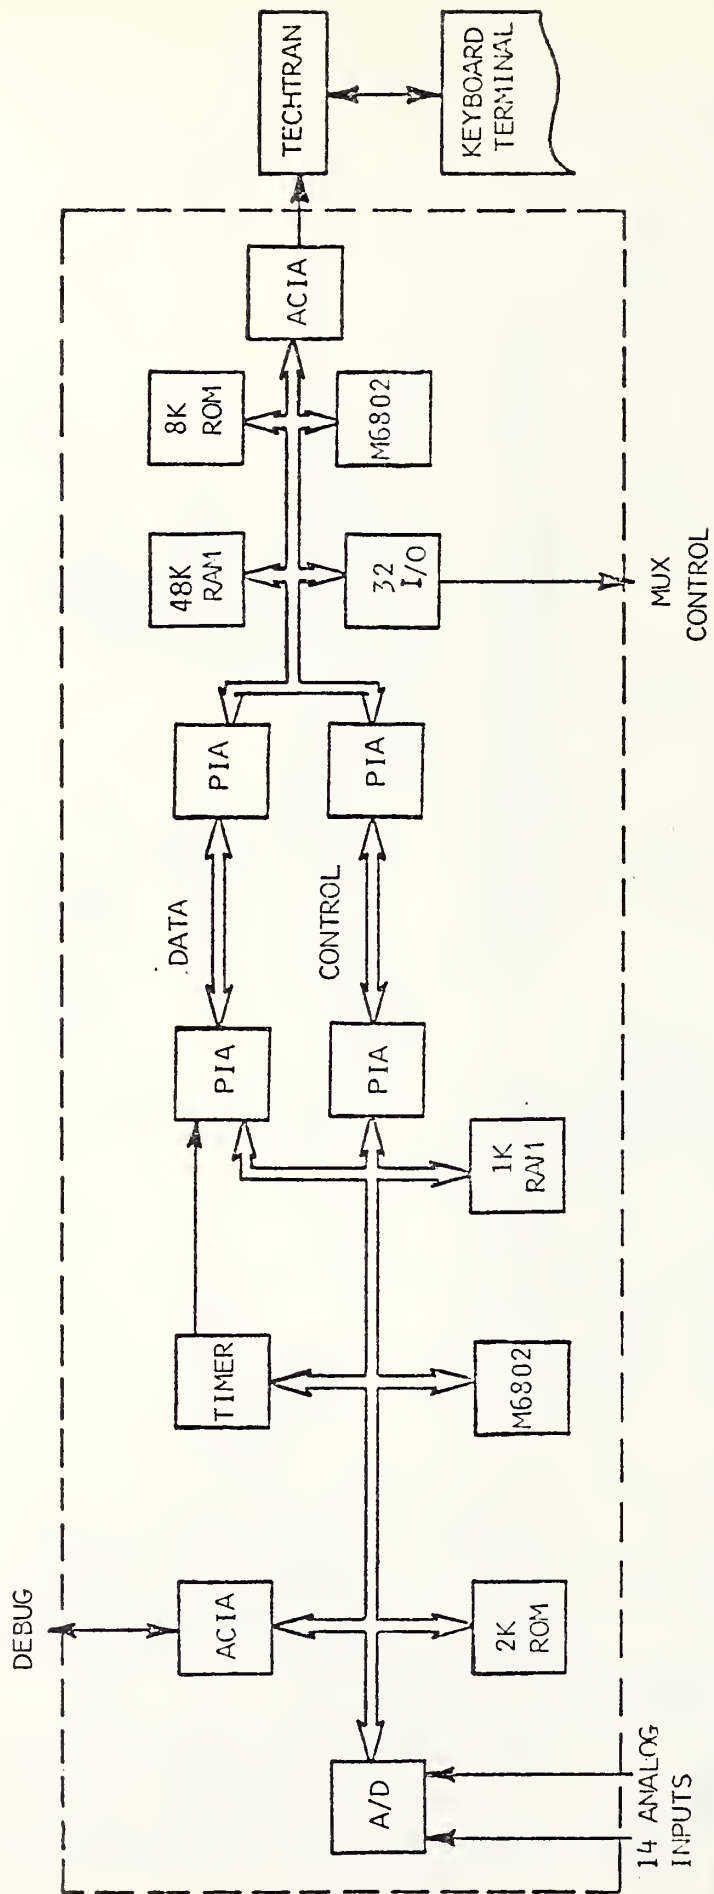 TECHTRAN
KEYBOARD
TERMINAL
ACIA
8K
ROM
M6802
48K
RAM
32
I/O
MUX
CONTROL
PIA
PIA
DATA
CONTROL
PIA
PIA
1K
RAM
TIMER
M6802
DEBUG
ACIA
2K
ROM
A/D
14 ANALOG
INPUTS